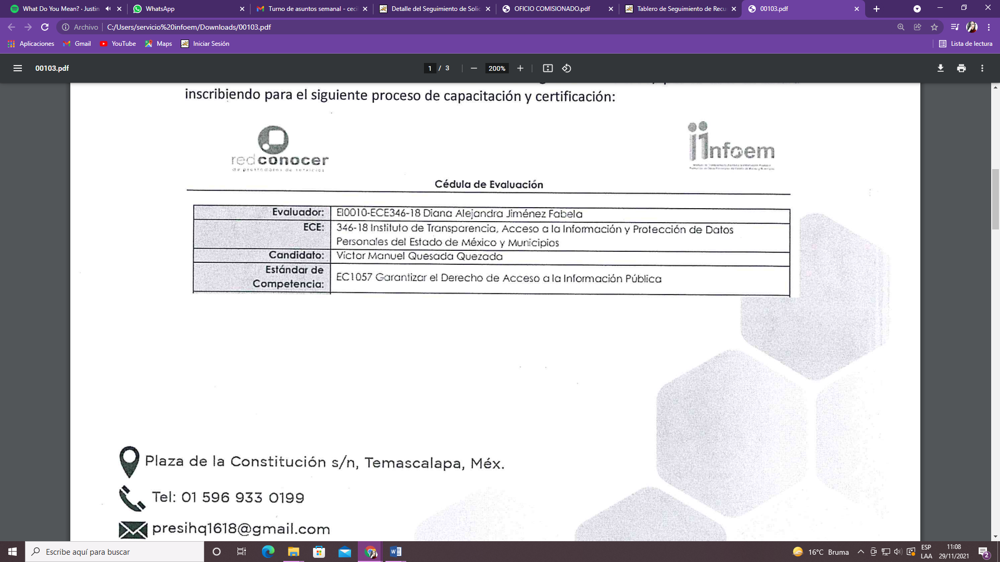 What Do You Mean? · Justin
WhatsApp
Turno de asuntos semanal - ceci
Detalle del Seguimiento de Solic
OFICIO COMISIONADO.pdf
Tablero de Seguimiento de Recu
00103.pdf
Archivo
C:/Users/servicio%20infoem/Downloads/00103.pdf
Aplicaciones
Gmail
YouTube
Maps
Iniciar Sesión
Lista de lectura
00103.pdf
1 / 3
200%
inscribiendo para el siguiente proceso de capacitación y certificación:
red conocer
de prestadores de servicios
infoem
Cédula de Evaluación
Evaluador: EI0010-ECE346-18 Diana Alejandra Jiménez Fabela
ECE: 346-18 Instituto de Transparencia, Acceso a la Información y Protección de Datos
Personales del Estado de México y Municipios
Candidato: Víctor Manuel Quesada Quezada
Estándar de
Competencia: EC1057 Garantizar el Derecho de Acceso a la Información Pública
Plaza de la Constitución s/n, Temascalapa, Méx.
Tel: 01 596 933 0199
presihq1618@gmail.com
Escribe aquí para buscar
16°C Bruma
ESP
LAA
11:08
29/11/2021
2